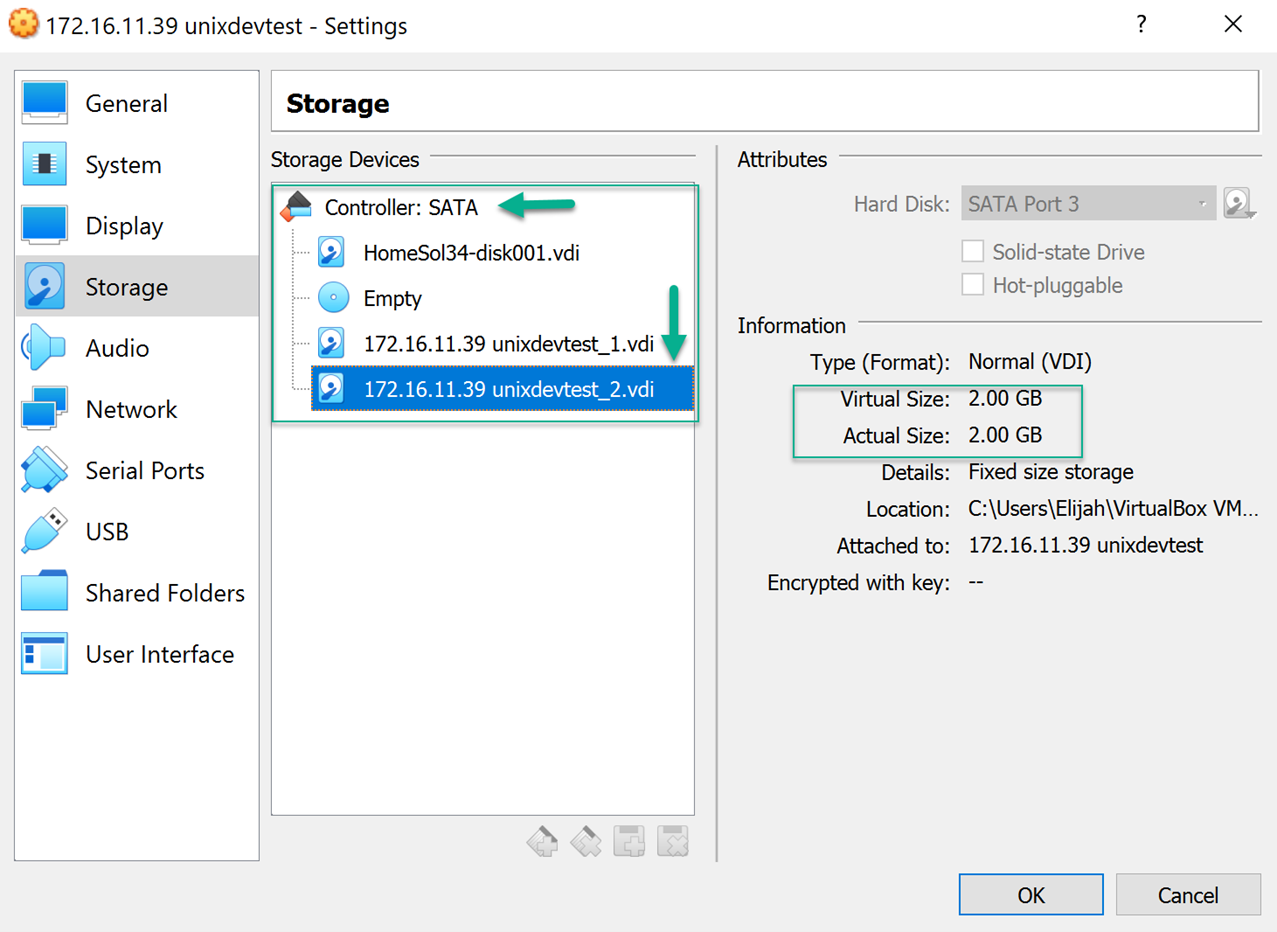 172.16.11.39 unixdevtest - Settings
?
General
System
Display
Storage
Audio
Network
Serial Ports
USB
Shared Folders
User Interface
Storage
Storage Devices
Controller: SATA
HomeSol34-disk001.vdi
Empty
172.16.11.39 unixdevtest_1.vdi
172.16.11.39 unixdevtest_2.vdi
Attributes
Hard Disk: SATA Port 3
Solid-state Drive
Hot-pluggable
Information
Type (Format): Normal (VDI)
Virtual Size: 2.00 GB
Actual Size: 2.00 GB
Details: Fixed size storage
Location: C:\Users\Elijah\VirtualBox VM...
Attached to: 172.16.11.39 unixdevtest
Encrypted with key: --
OK
Cancel